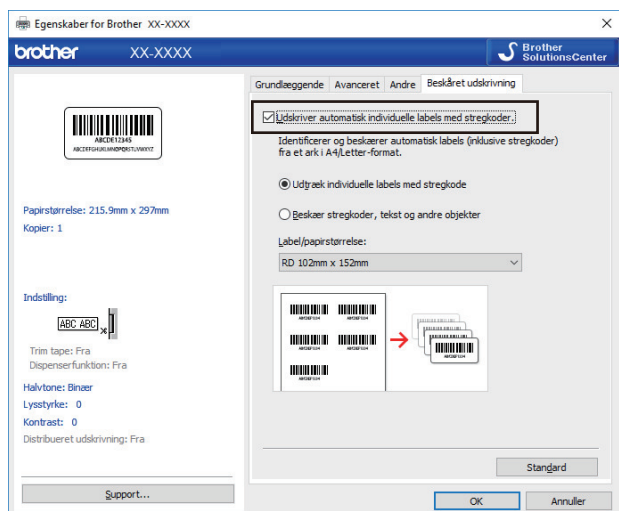 Egenskaber for Brother XX-XXXX
brother XX-XXXX
Brother
SolutionsCenter
Grundlæggende Avanceret Andre Beskåret udskrivning
Udskriver automatisk individuelle labels med stregkoder.
Identificerer og beskærer automatisk labels (inklusive stregkoder)
fra et ark i A4/Letter-format.
Udtræk individuelle labels med stregkode
Beskær stregkoder, tekst og andre objekter
Label/papirstørrelse:
RD 102mm x 152mm
ABCDE12345
Papirstørrelse: 215.9mm x 297mm
Kopier: 1
Indstilling:
ABC ABC
Trim tape: Fra
Dispenserfunktion: Fra
Halvtone: Binær
Lysstyrke: 0
Kontrast: 0
Distribueret udskrivning: Fra
Support...
Standard
OK Annuller